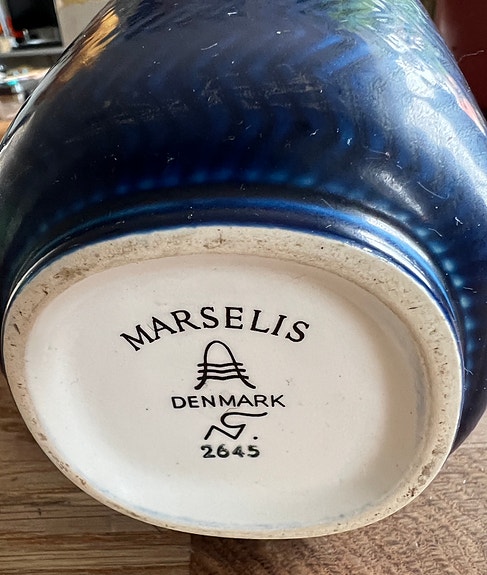 MARSELIS
DENMARK
N.
2645